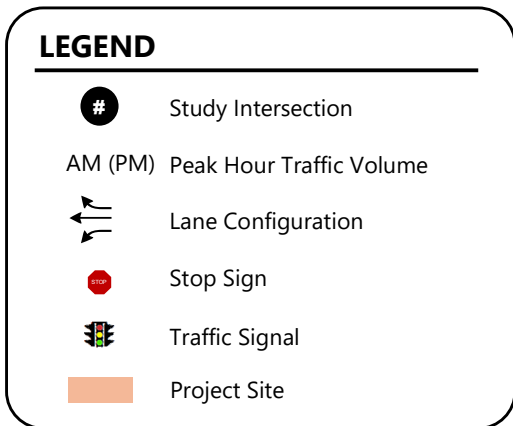 LEGEND
# Study Intersection
AM (PM) Peak Hour Traffic Volume
Lane Configuration
STOP Stop Sign
Traffic Signal
Project Site